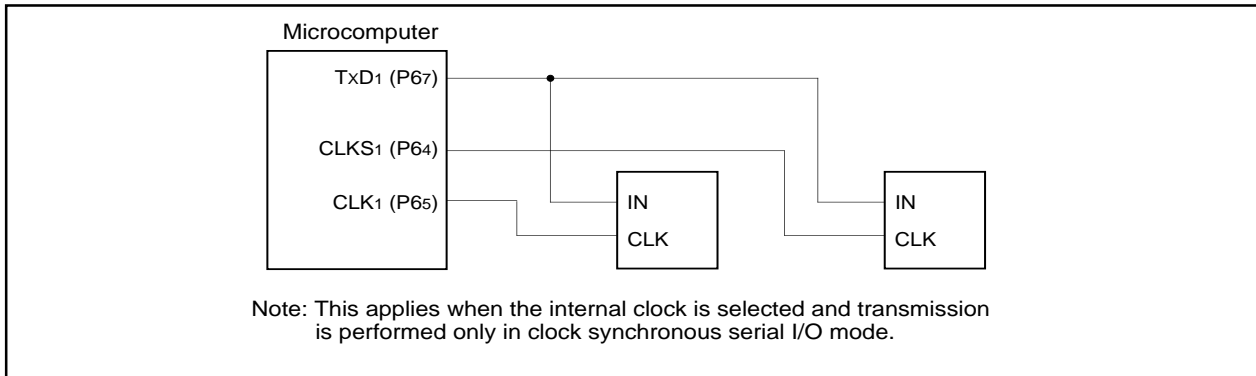 Microcomputer
TxD1 (P67)
CLKS1 (P64)
CLK1 (P65)
IN
CLK
IN
CLK
Note: This applies when the internal clock is selected and transmission
is performed only in clock synchronous serial I/O mode.